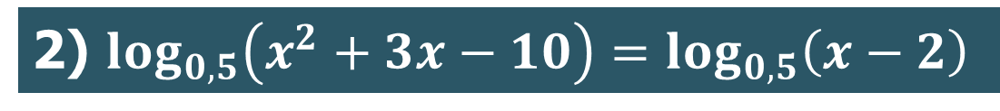 2) log₀,₅(x² + 3x − 10) = log₀,₅(x − 2)